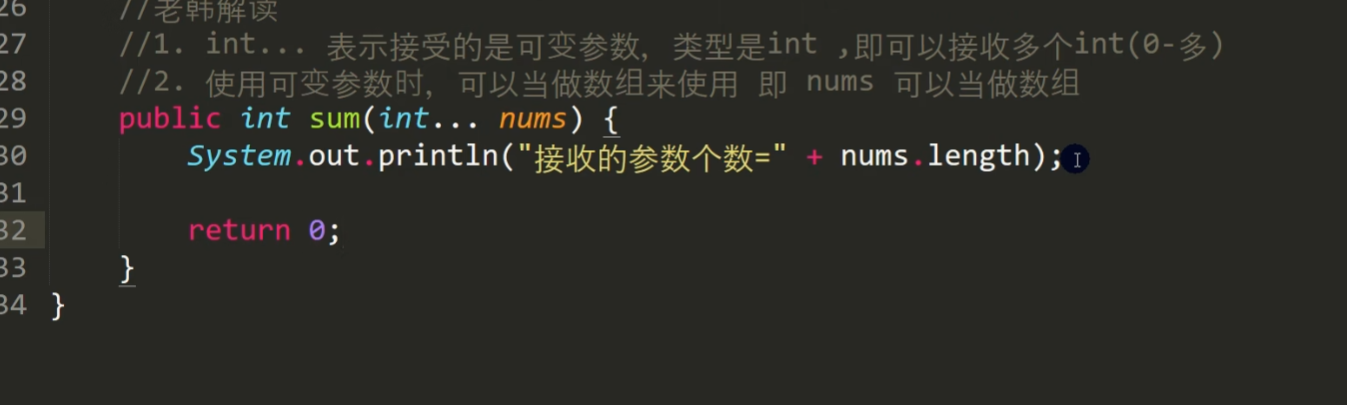 26 //老韩解读
27 //1. int... 表示接受的是可变参数，类型是int ,即可以接收多个int(0-多)
28 //2. 使用可变参数时，可以当做数组来使用 即 nums 可以当做数组
29 public int sum(int... nums) {
30 System.out.println("接收的参数个数=" + nums.length);
31
32 return 0;
33 }
34 }